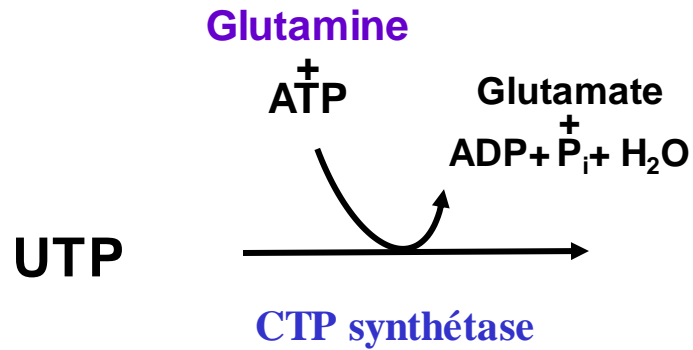 Glutamine
+
ATP
Glutamate
+
ADP+ Pᵢ+ H₂O
UTP
CTP synthétase